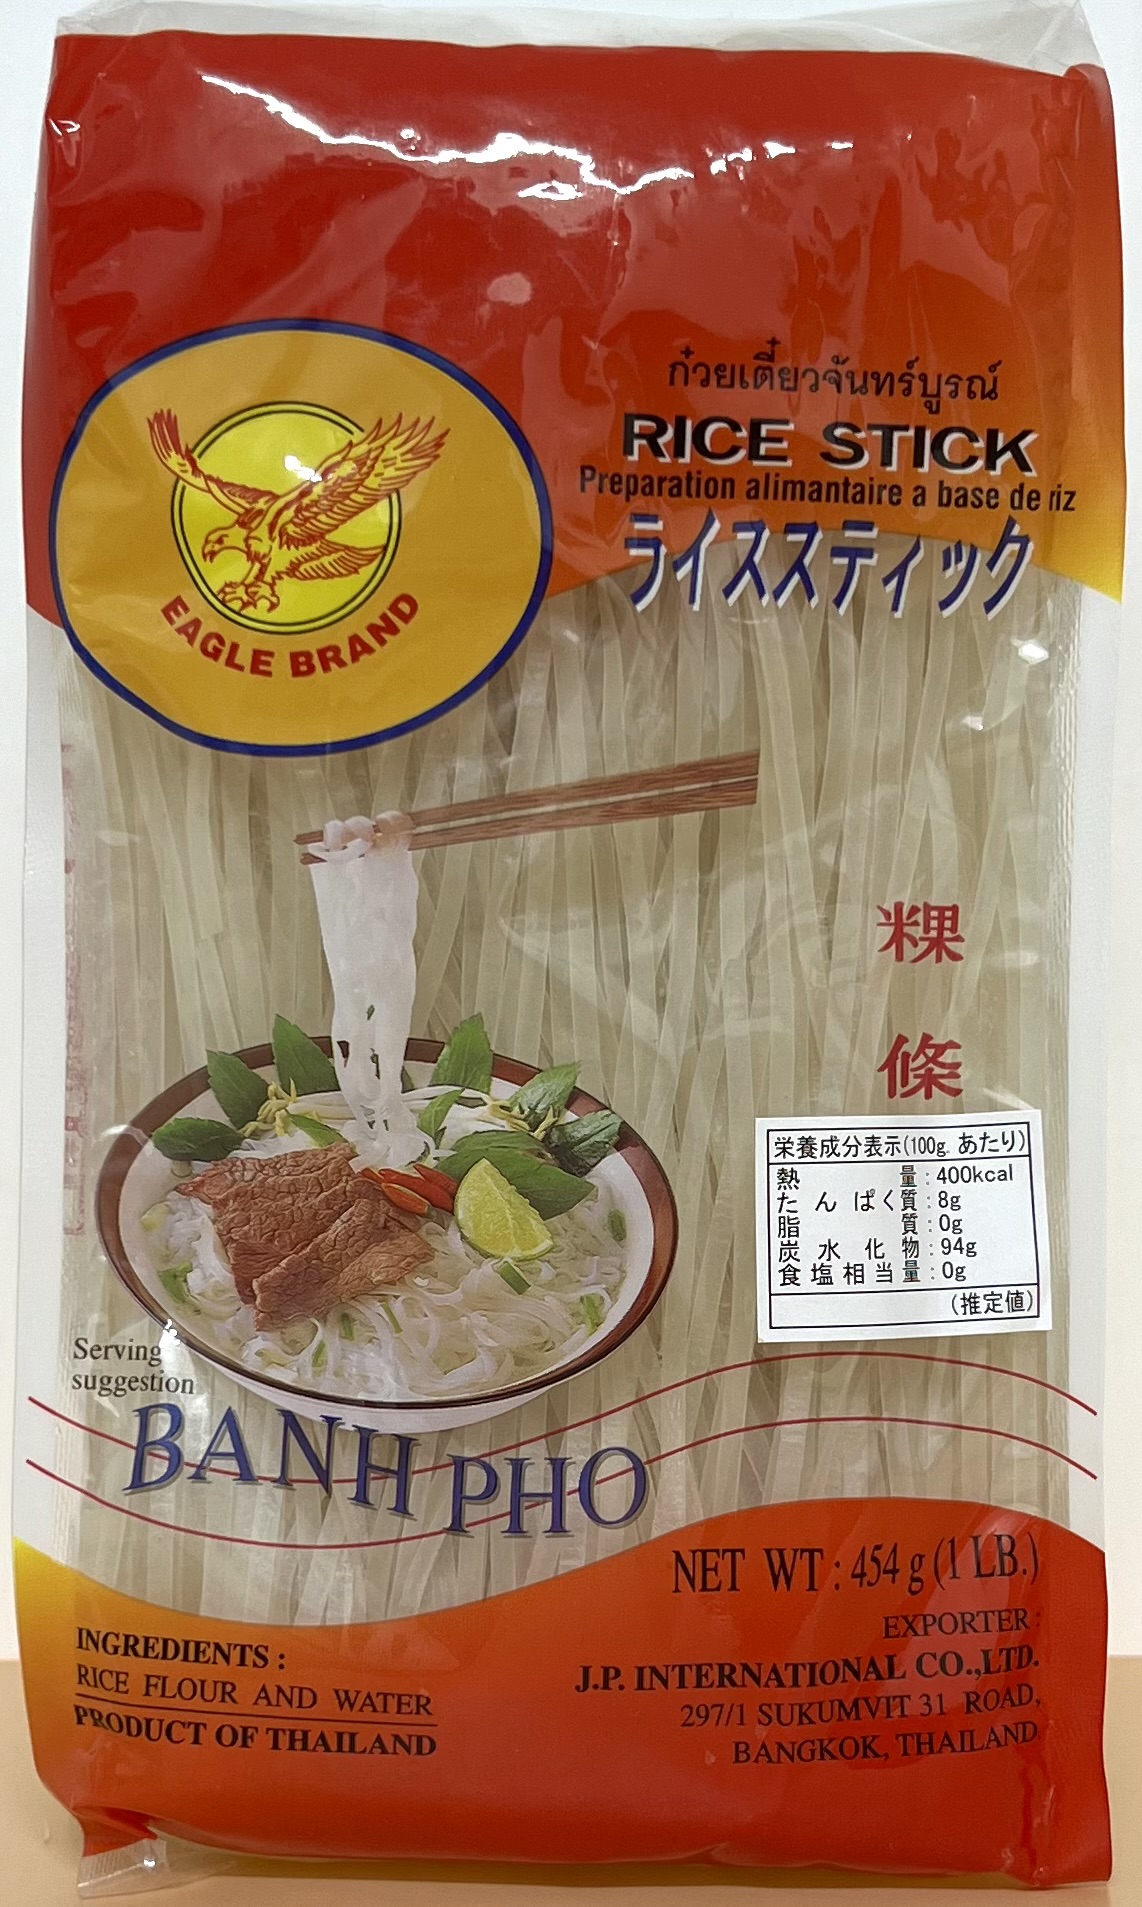 ก๋วยเตี๋ยวจันทร์บูรณ์
RICE STICK
Preparation alimantaire a base de riz
ライススティック
EAGLE BRAND
粿
條
栄養成分表示(100g.あたり)
熱量:400kcal
たんぱく質:8g
脂質:0g
炭水化物:94g
食塩相当量:0g
(推定値)
Serving
suggestion
BANH PHO
NET WT : 454 g (1 LB.)
INGREDIENTS :
RICE FLOUR AND WATER
PRODUCT OF THAILAND
EXPORTER :
J.P. INTERNATIONAL CO.,LTD.
297/1 SUKUMVIT 31 ROAD,
BANGKOK, THAILAND.